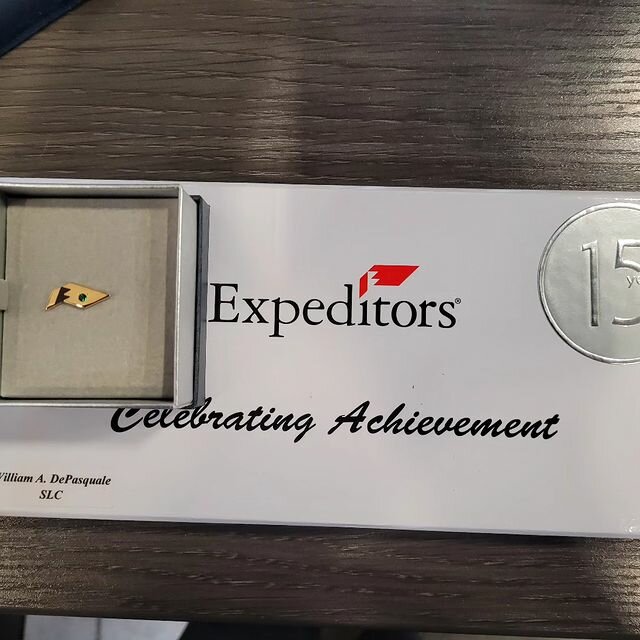 Expeditors®
15
Celebrating Achievement
William A. DePasquale
SLC